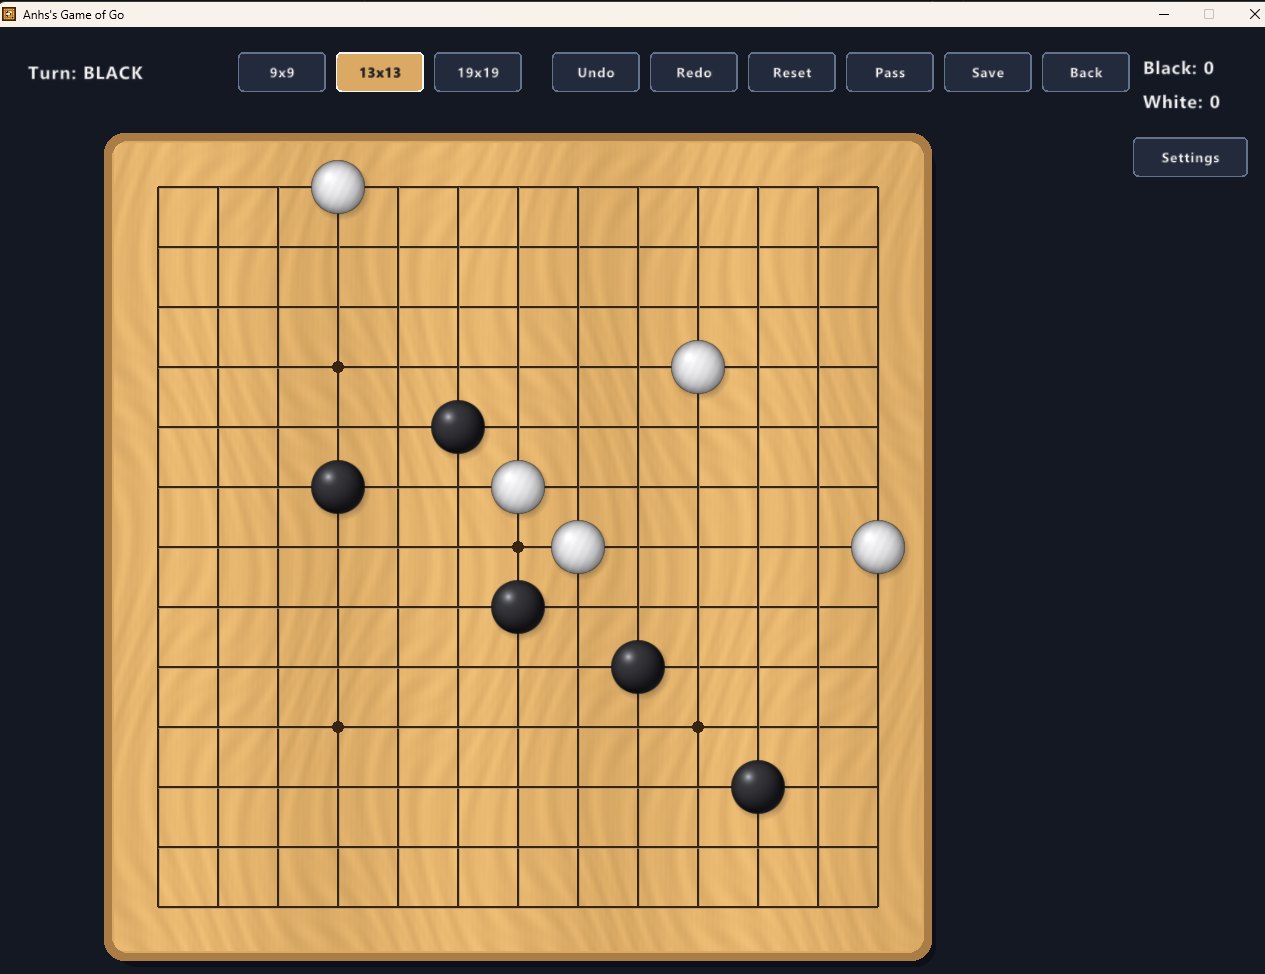 Anhs's Game of Go
Turn: BLACK
9x9
13x13
19x19
Undo
Redo
Reset
Pass
Save
Back
Black: 0
White: 0
Settings